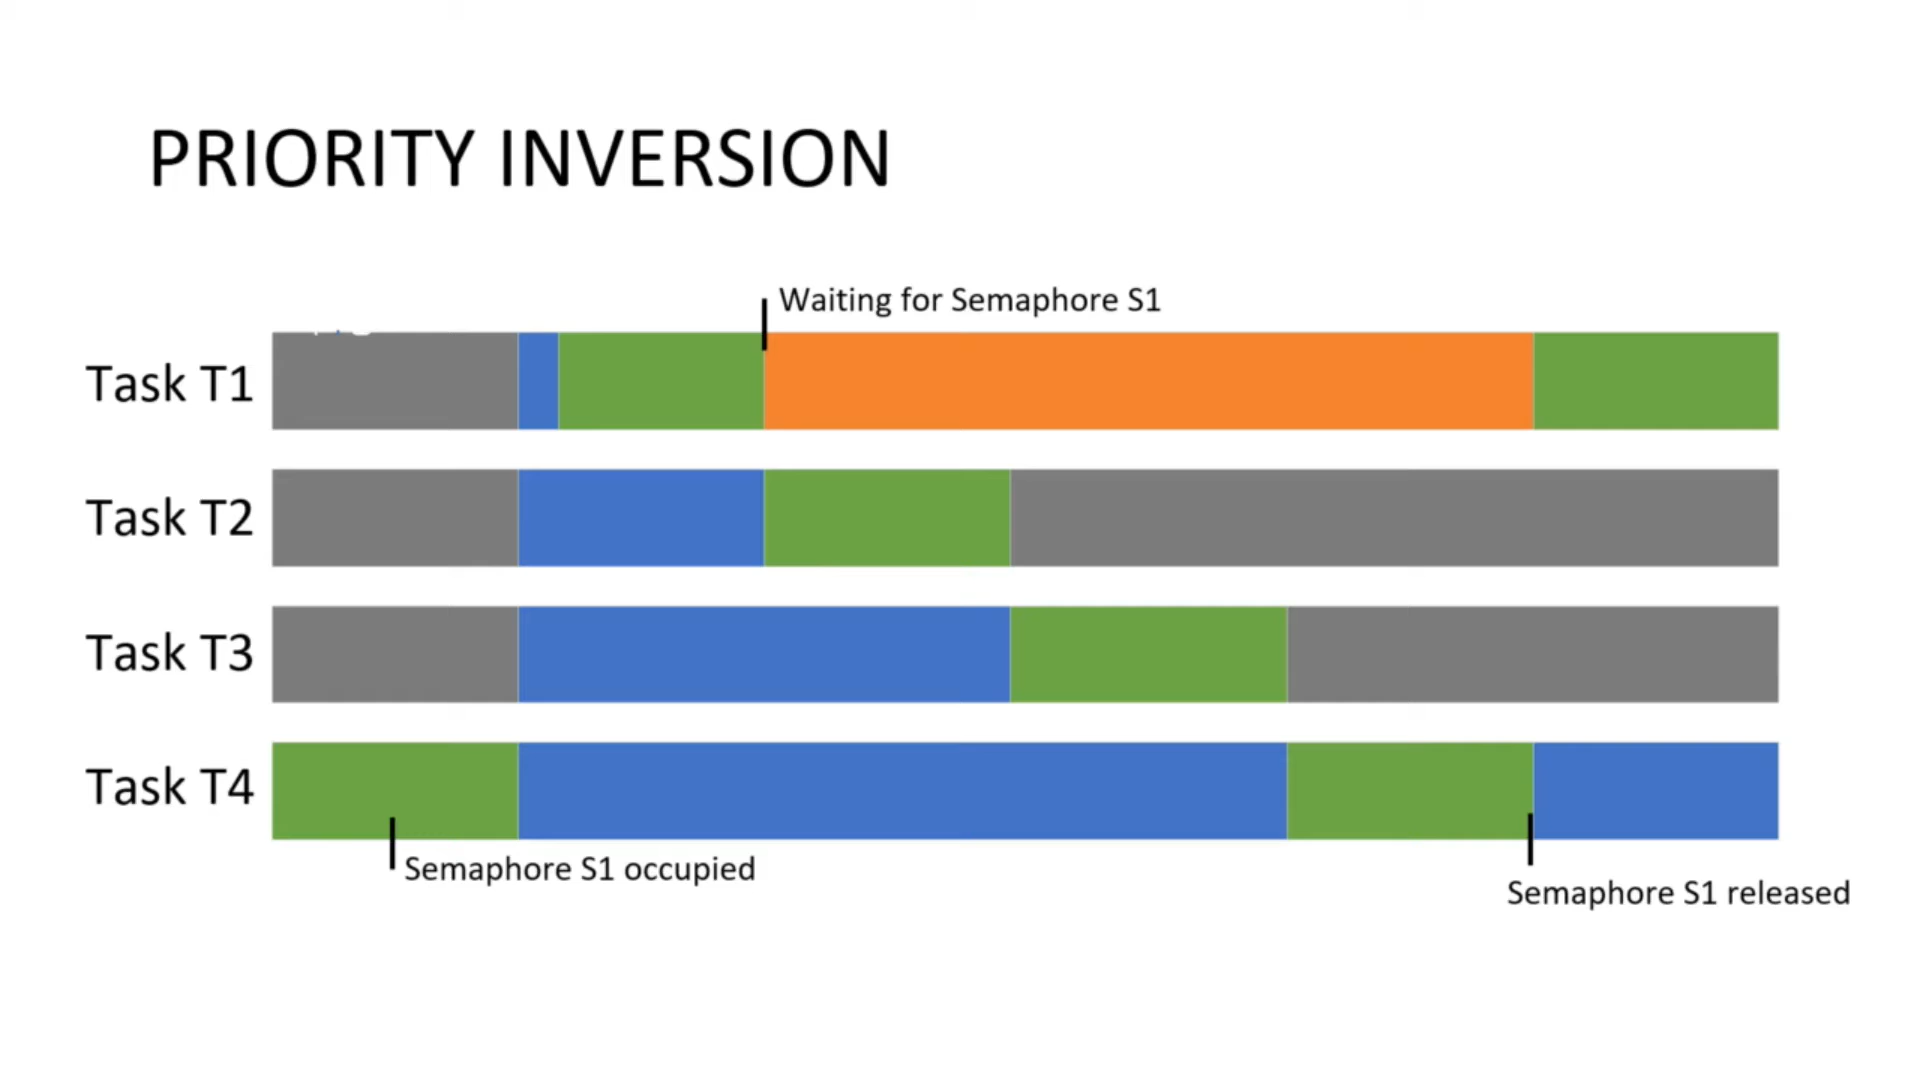 PRIORITY INVERSION
Waiting for Semaphore S1
Task T1
Task T2
Task T3
Task T4
Semaphore S1 occupied
Semaphore S1 released